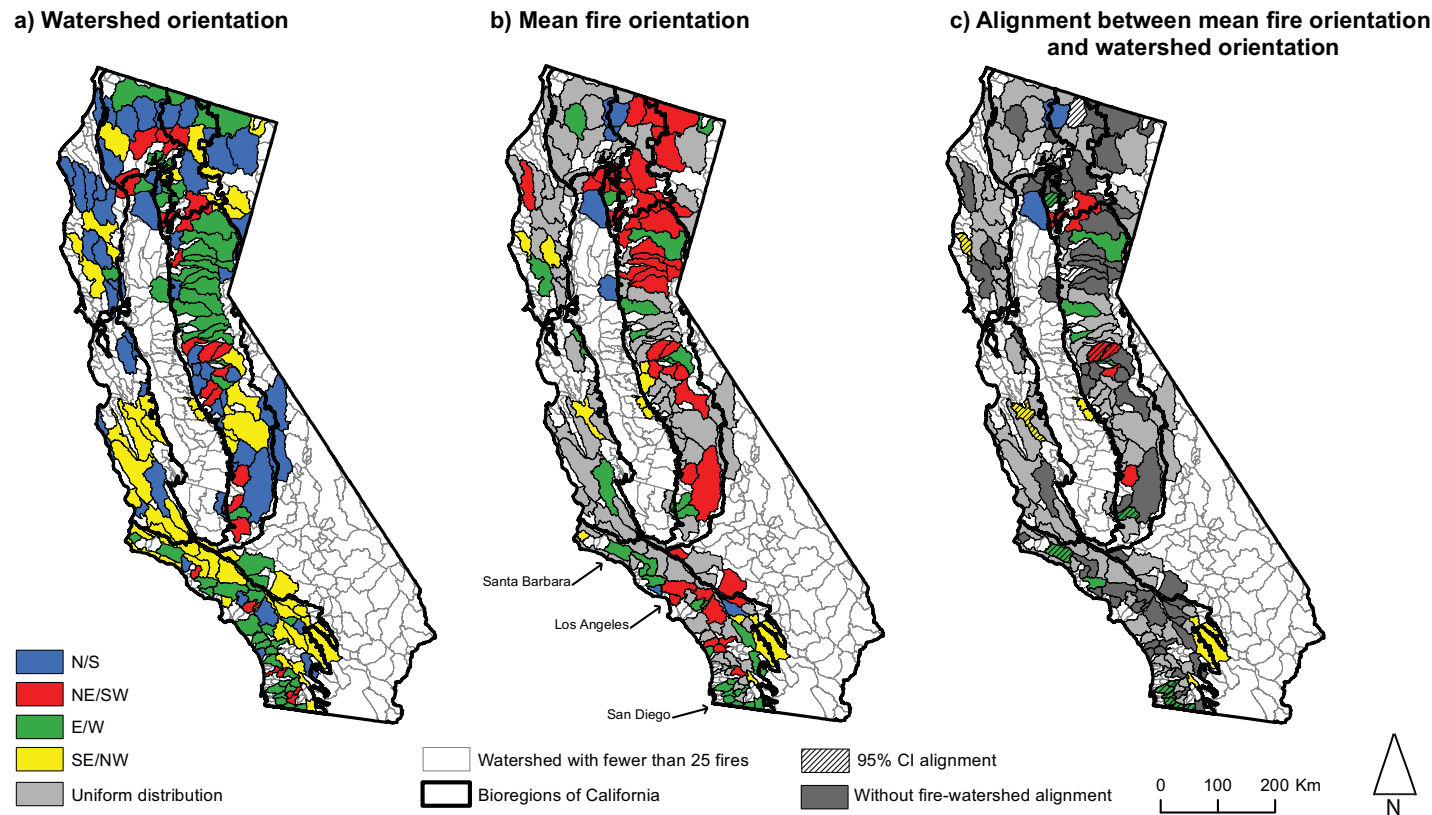 a) Watershed orientation
b) Mean fire orientation
c) Alignment between mean fire orientation
and watershed orientation
Santa Barbara
Los Angeles
San Diego
N/S
NE/SW
E/W
SE/NW
Uniform distribution
Watershed with fewer than 25 fires
Bioregions of California
95% CI alignment
Without fire-watershed alignment
0 100 200 Km
N